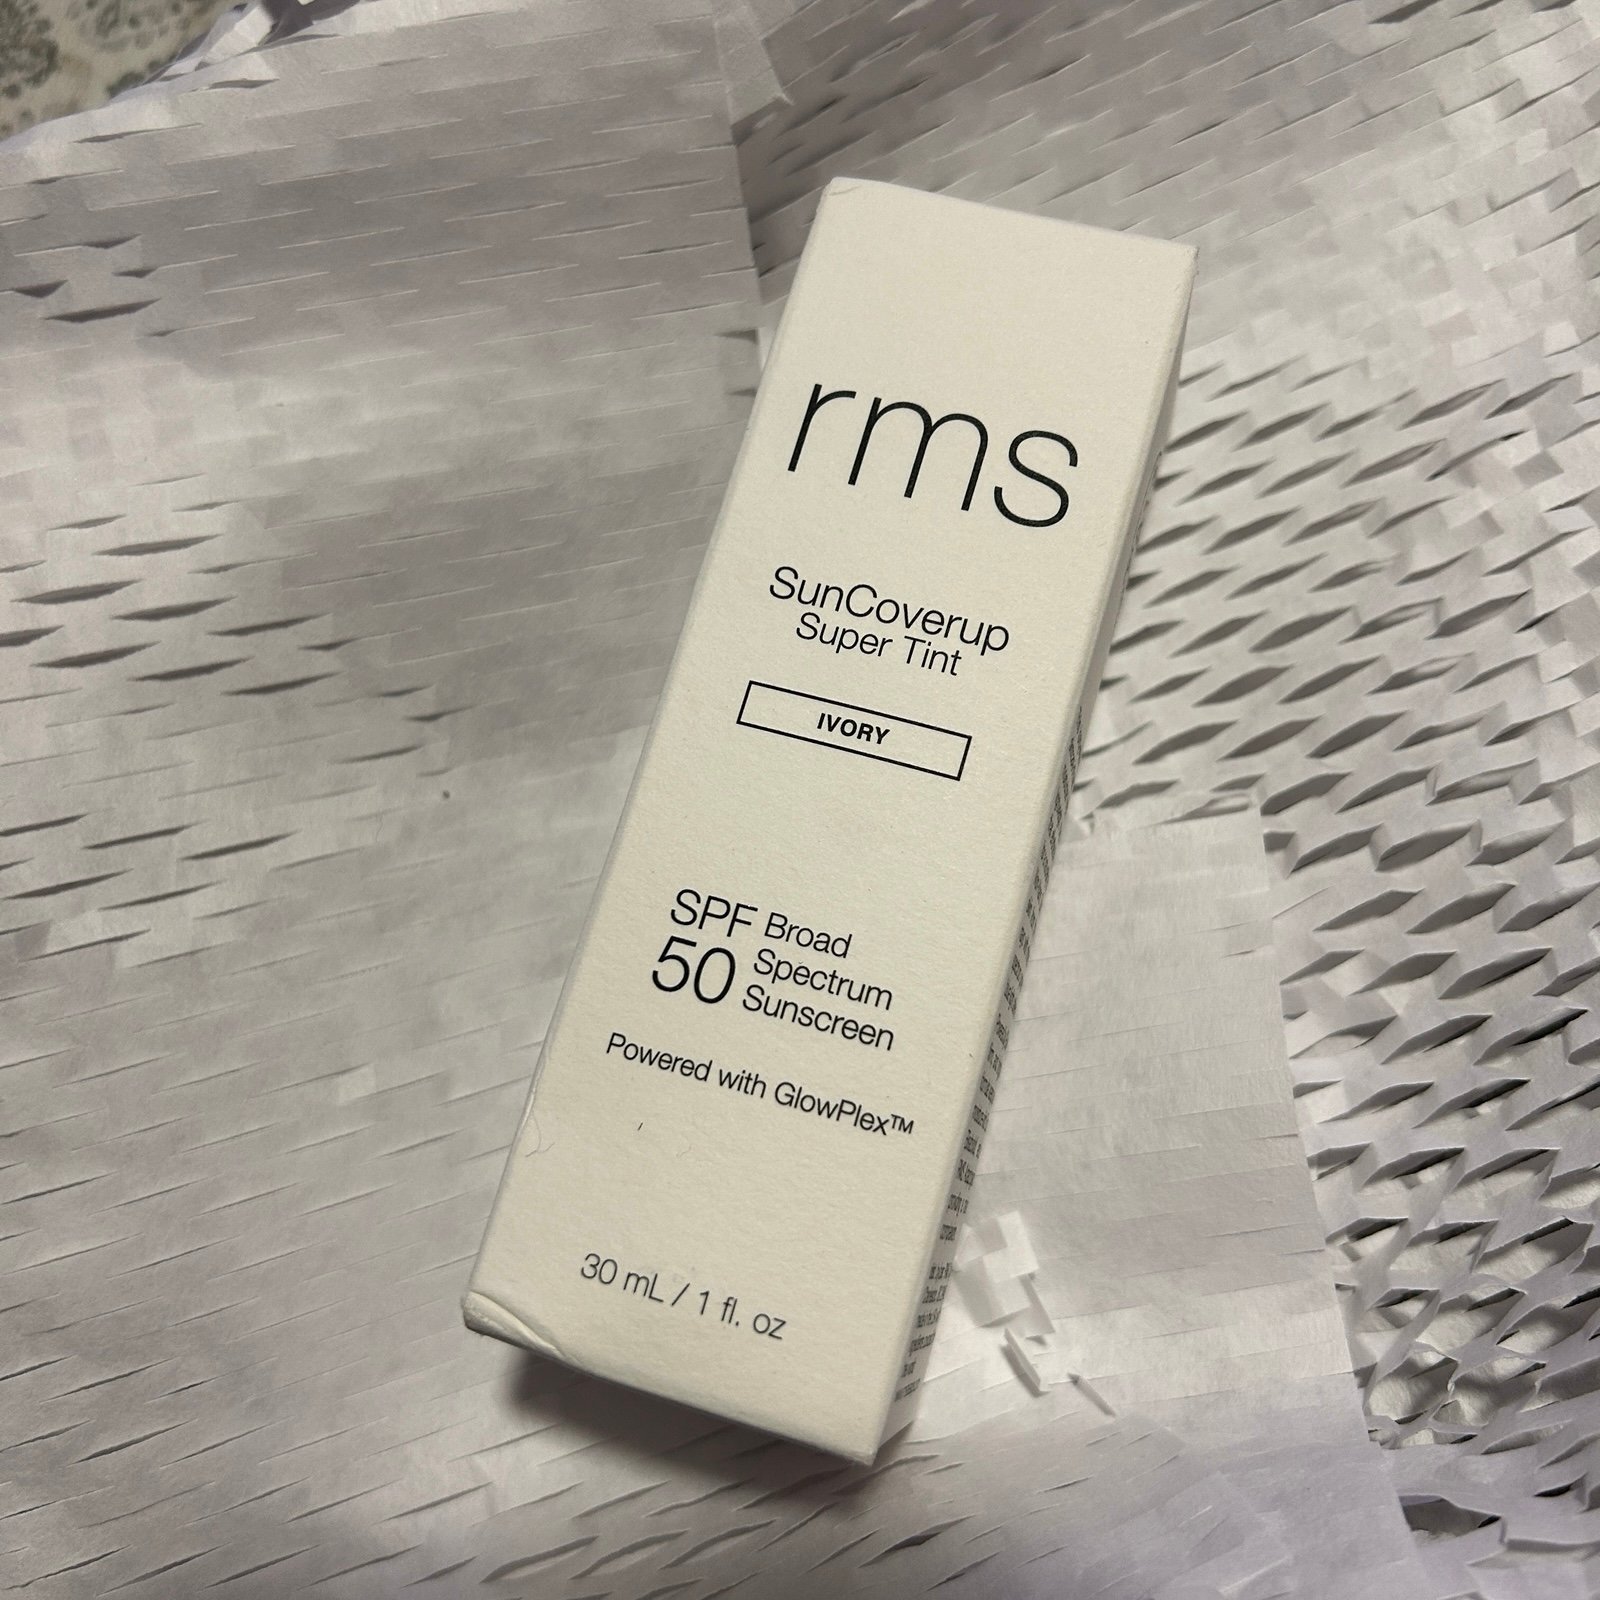 rms
SunCoverup
Super Tint
IVORY
SPF
50
Broad
Spectrum
Sunscreen
Powered with GlowPlex™
30 mL / 1 fl. oz